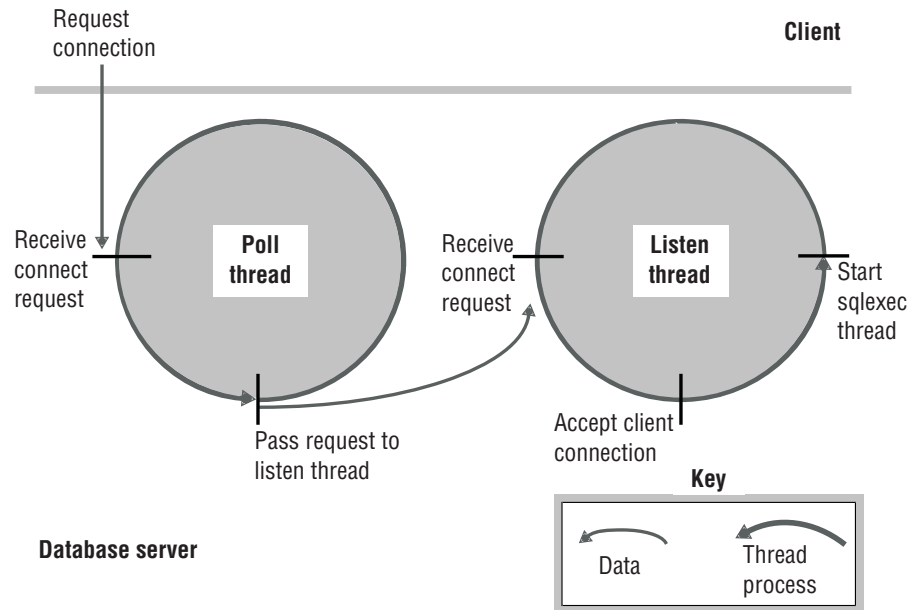 Request
connection
Client
Receive
connect
request
Poll
thread
Receive
connect
request
Listen
thread
Start
sqlexec
thread
Pass request to
listen thread
Accept client
connection
Key
Data
Thread
process
Database server